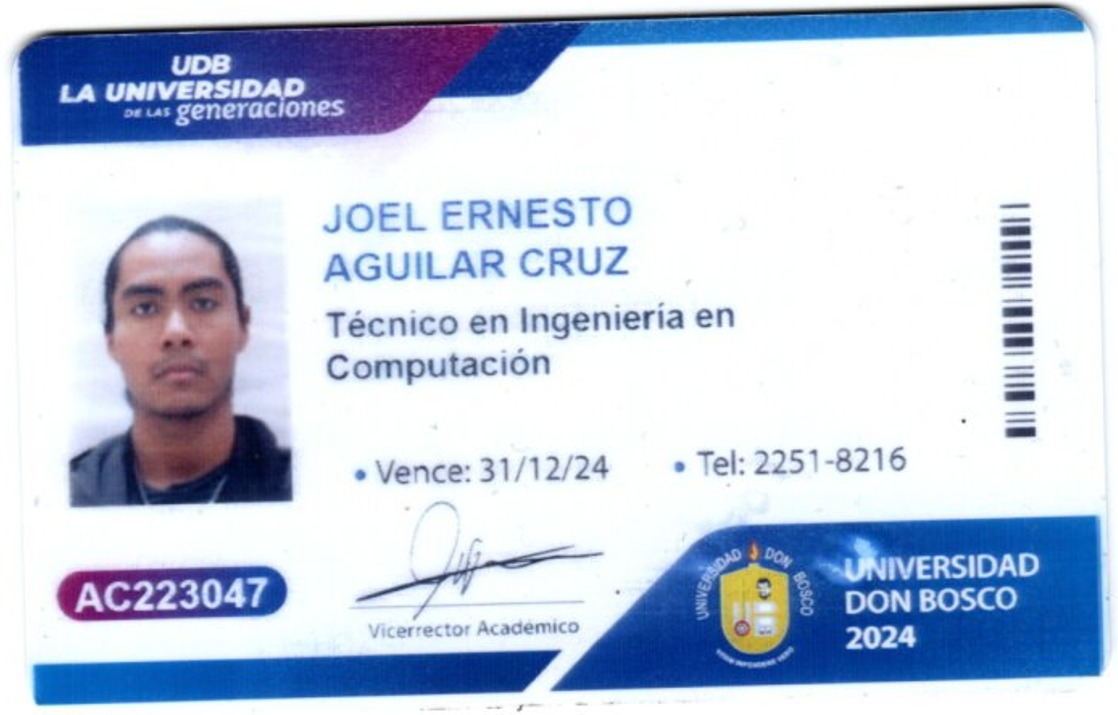 UDB
LA UNIVERSIDAD
DE LAS generaciones
JOEL ERNESTO
AGUILAR CRUZ
Técnico en Ingeniería en
Computación
• Vence: 31/12/24 • Tel: 2251-8216
AC223047
Vicerrector Académico
UNIVERSIDAD DON BOSCO
UNIVERSIDAD
DON BOSCO
2024